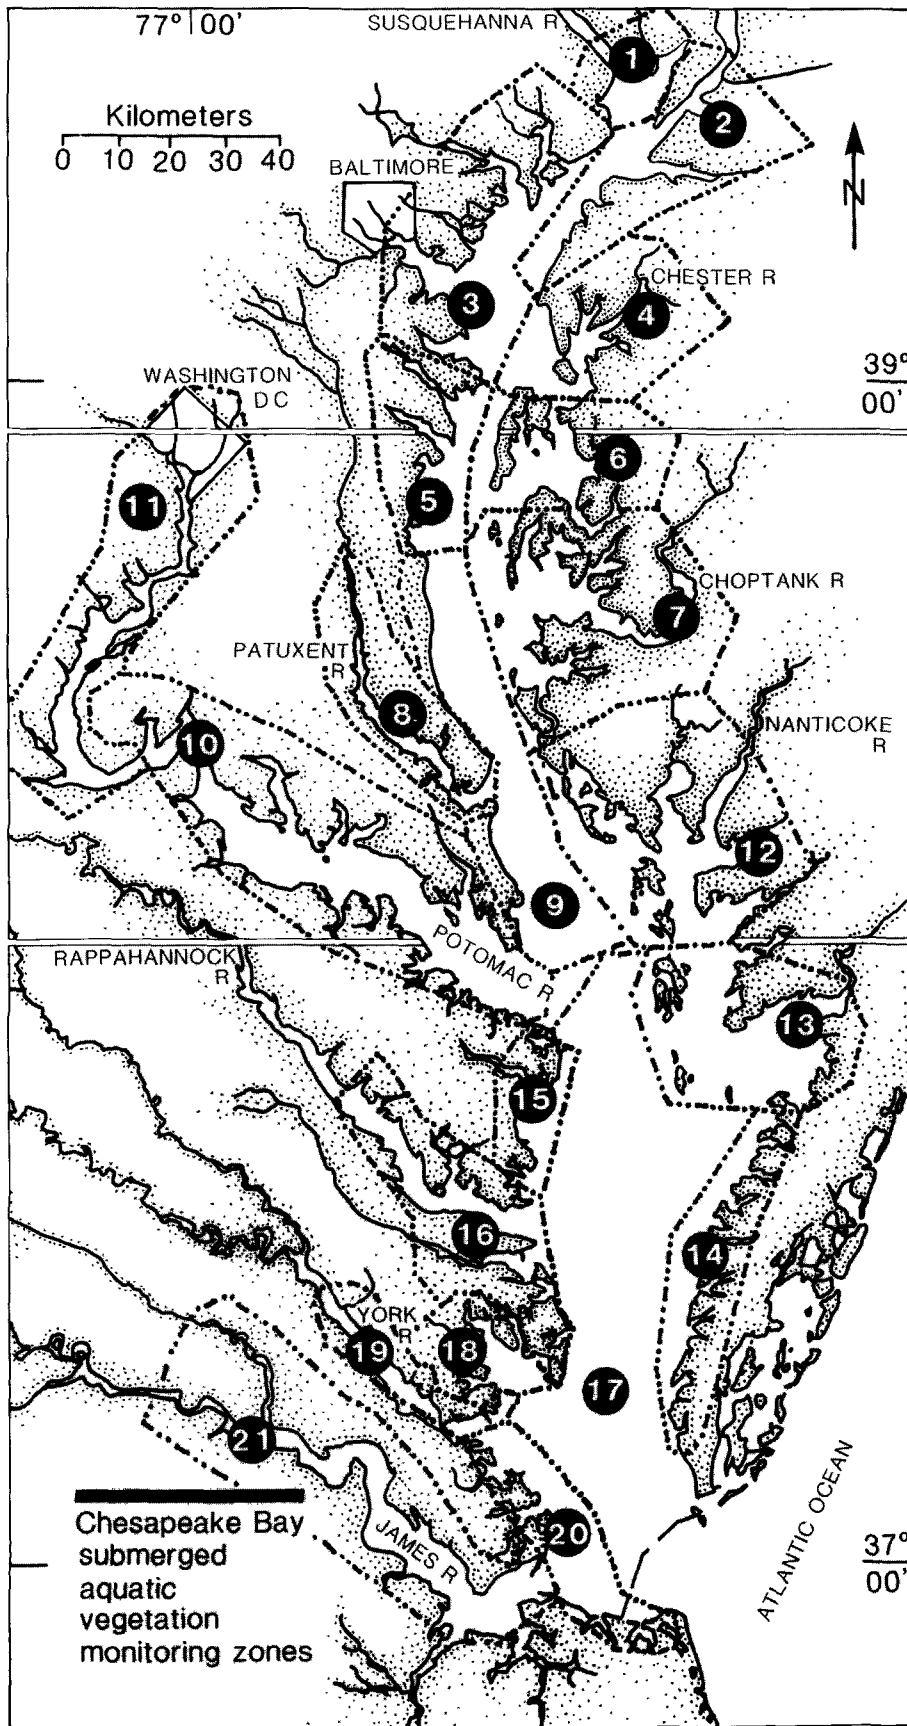 77° 00'
SUSQUEHANNA R
1
Kilometers
0 10 20 30 40
2
BALTIMORE
N
CHESTER R
3
4
WASHINGTON
DC
39°
00'
6
5
11
CHOPTANK R
7
PATUXENT
R
8
NANTICOKE
R
10
12
9
POTOMAC R
RAPPAHANNOCK
R
13
15
16
14
YORK
R
19
18
17
21
ATLANTIC OCEAN
Chesapeake Bay
submerged
aquatic
vegetation
monitoring zones
JAMES R
20
37°
00'